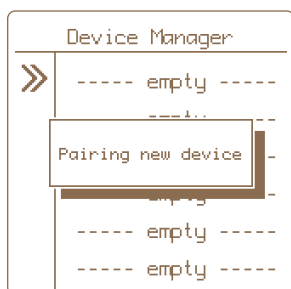 Device Manager
----- empty -----
Pairing new device
----- empty -----
----- empty -----